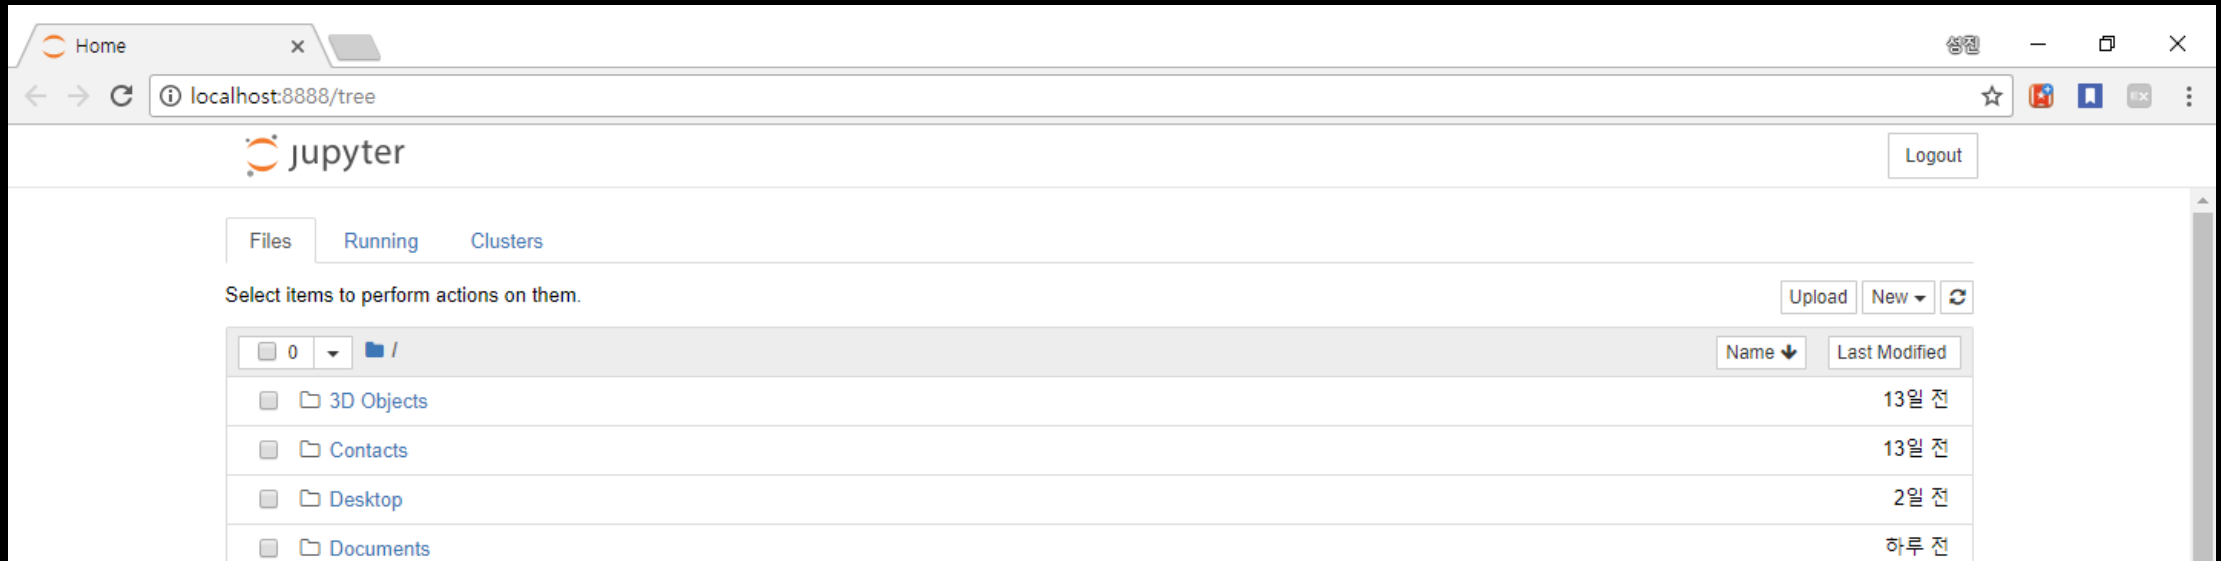 Home
성진
localhost:8888/tree
jupyter
Logout
Files Running Clusters
Select items to perform actions on them.
Upload New
0 /
Name Last Modified
3D Objects 13일 전
Contacts 13일 전
Desktop 2일 전
Documents 하루 전